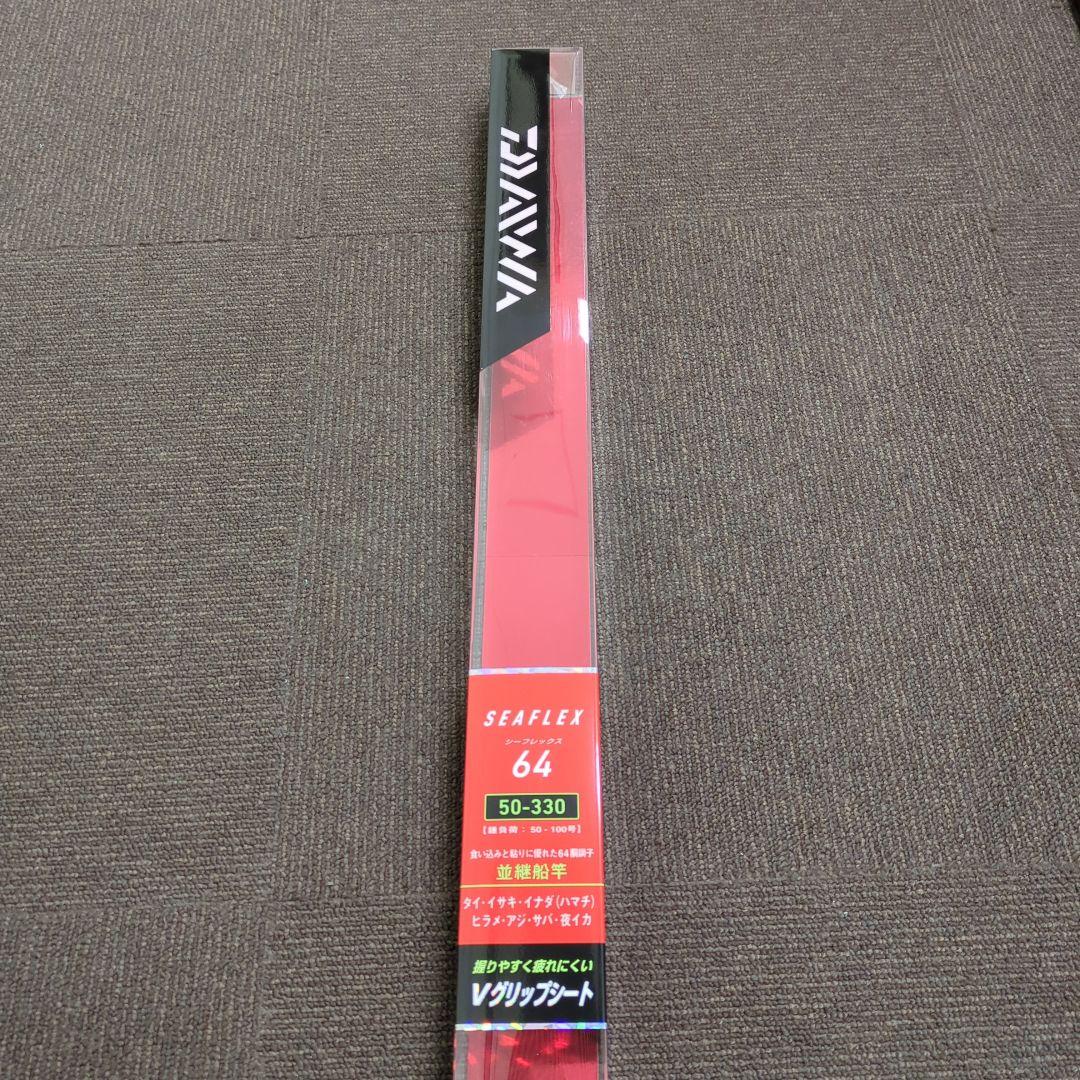 DAIWA
SEAFLEX
シーフレックス
64
50-330
[錘負荷：50-100号]
食い込みと粘りに優れた64胴調子
並継船竿
タイ・イサキ・イナダ(ハマチ)
ヒラメ・アジ・サバ・夜イカ
握りやすく疲れにくい
Vグリップシート